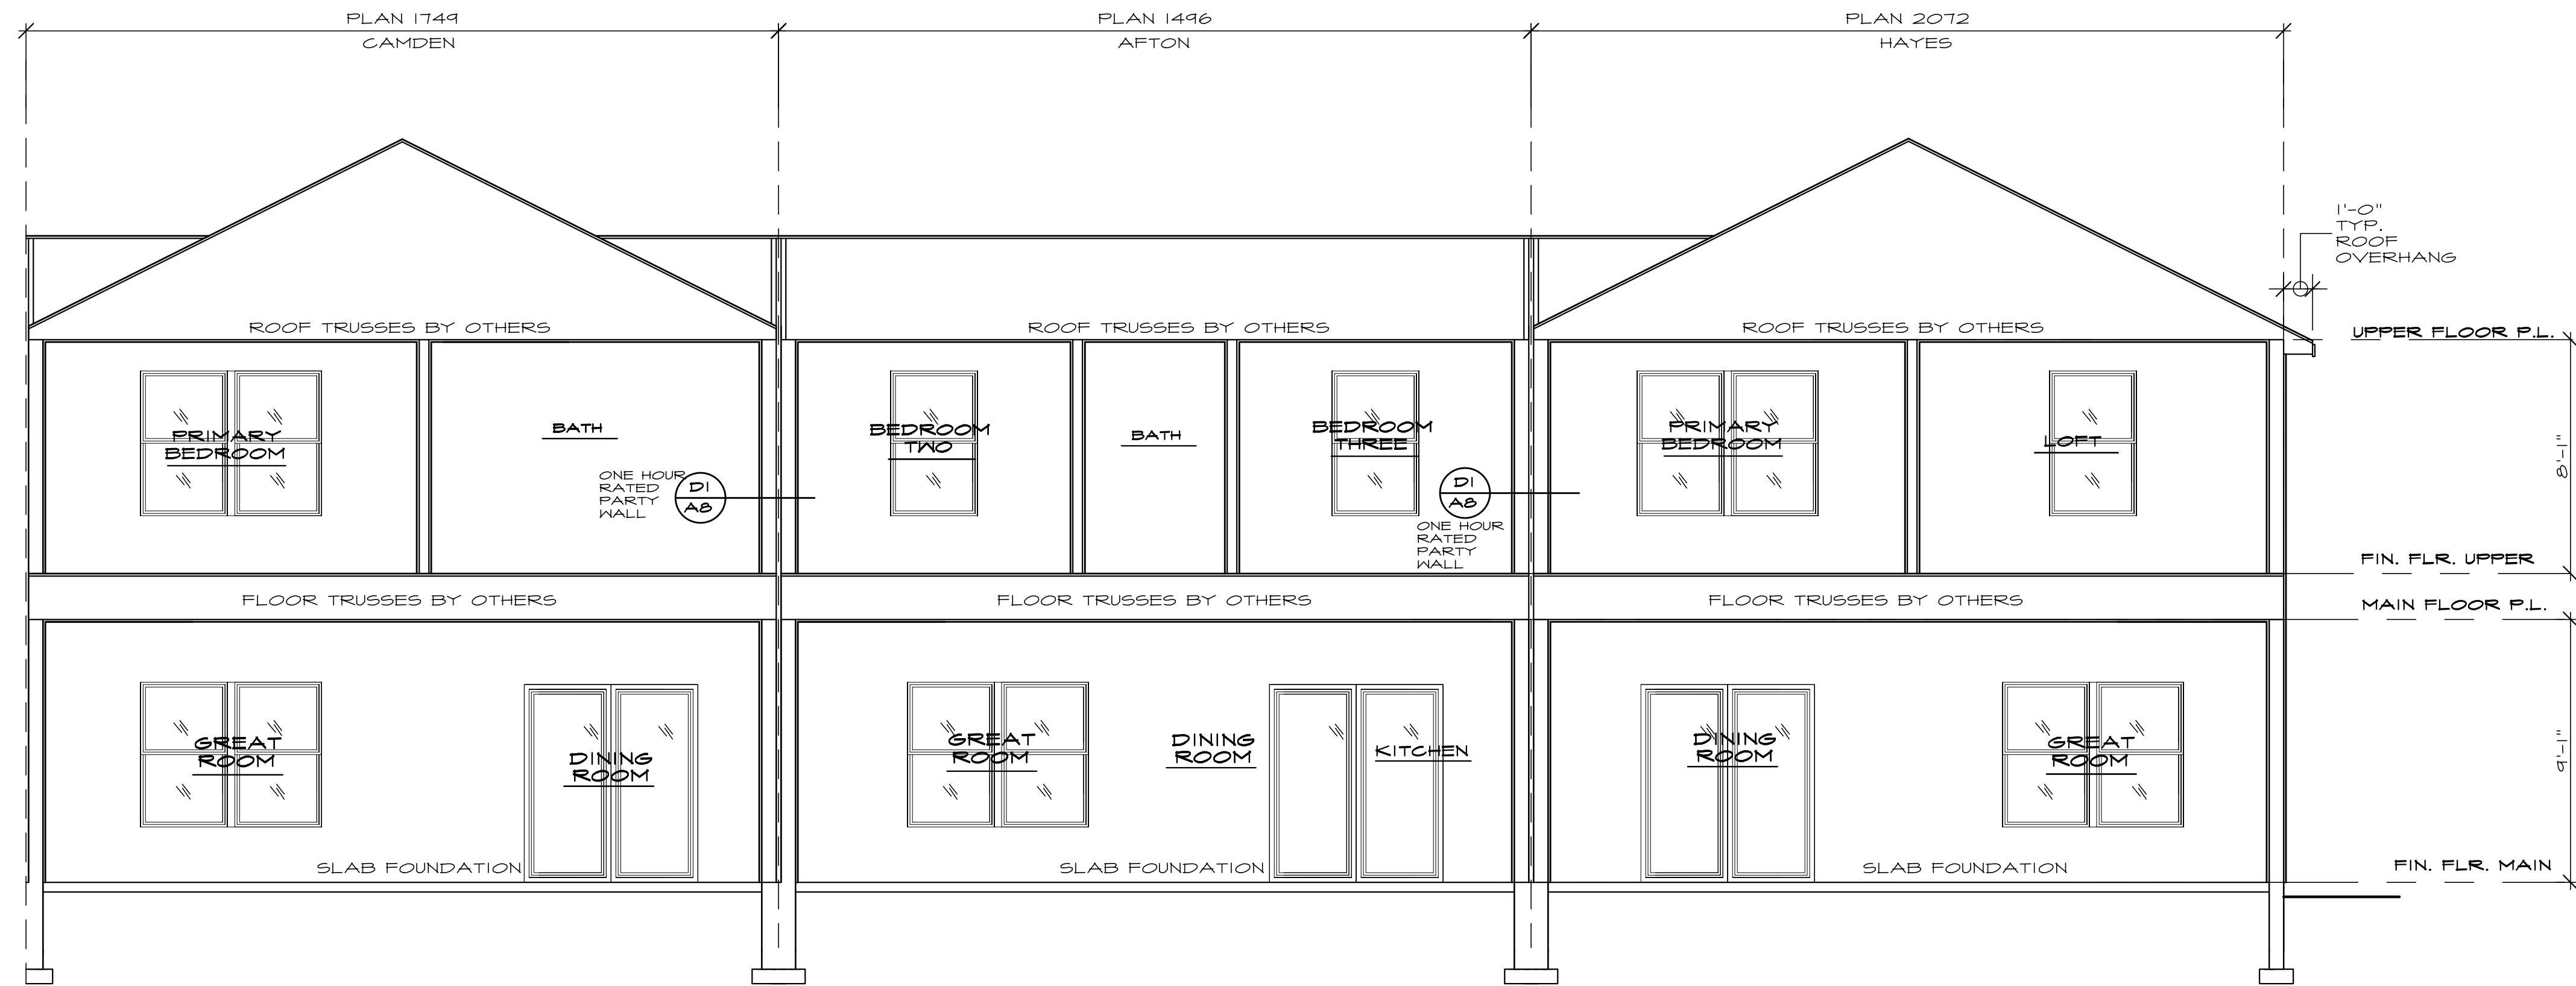 PLAN 1749
CAMDEN
PLAN 1496
AFTON
PLAN 2072
HAYES
1'-0"
TYP.
ROOF
OVERHANG
ROOF TRUSSES BY OTHERS
ROOF TRUSSES BY OTHERS
ROOF TRUSSES BY OTHERS
UPPER FLOOR P.L.
PRIMARY
BEDROOM
BATH
ONE HOUR
RATED
PARTY
WALL
D1
A8
BEDROOM
TWO
BATH
BEDROOM
THREE
D1
A8
ONE HOUR
RATED
PARTY
WALL
PRIMARY
BEDROOM
LOFT
8'-1"
FIN. FLR. UPPER
FLOOR TRUSSES BY OTHERS
FLOOR TRUSSES BY OTHERS
FLOOR TRUSSES BY OTHERS
MAIN FLOOR P.L.
GREAT
ROOM
DINING
ROOM
GREAT
ROOM
DINING
ROOM
KITCHEN
DINING
ROOM
GREAT
ROOM
9'-1"
SLAB FOUNDATION
SLAB FOUNDATION
SLAB FOUNDATION
FIN. FLR. MAIN